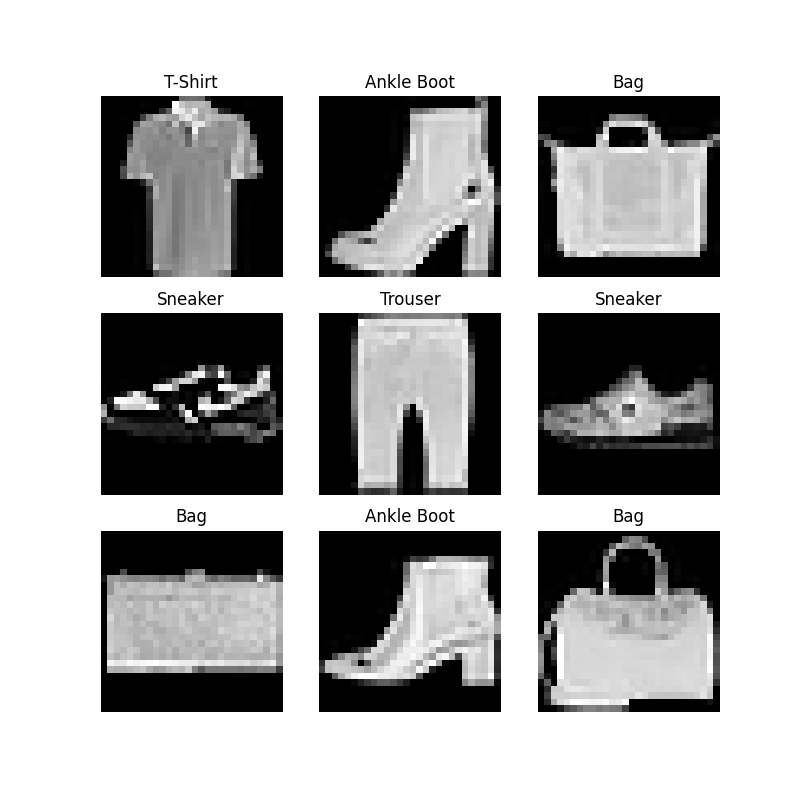 T-Shirt
Ankle Boot
Bag
Sneaker
Trouser
Sneaker
Bag
Ankle Boot
Bag